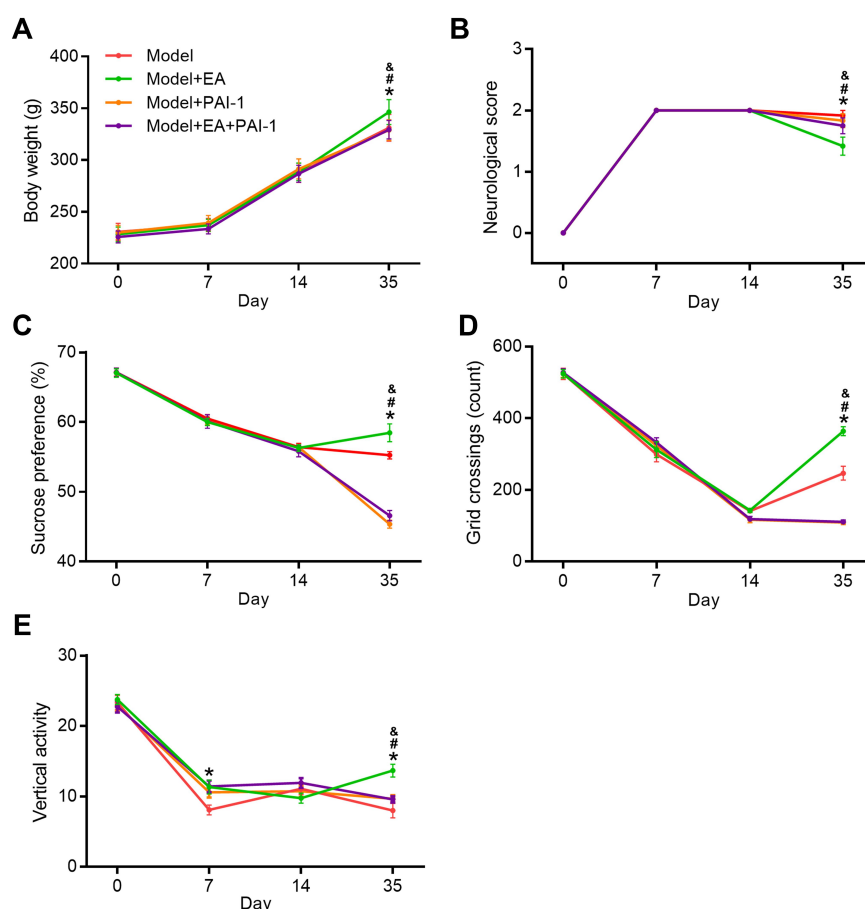 A
Body weight (g)
400
350
300
250
200
Model
Model+EA
Model+PAI-1
Model+EA+PAI-1
&
#
*
0 7 14 35
Day
B
Neurological score
3
2
1
0
&
#
*
0 7 14 35
Day
C
Sucrose preference (%)
70
60
50
40
&
#
*
0 7 14 35
Day
D
Grid crossings (count)
600
400
200
0
&
#
*
0 7 14 35
Day
E
Vertical activity
30
20
10
0
*
&
#
*
0 7 14 35
Day